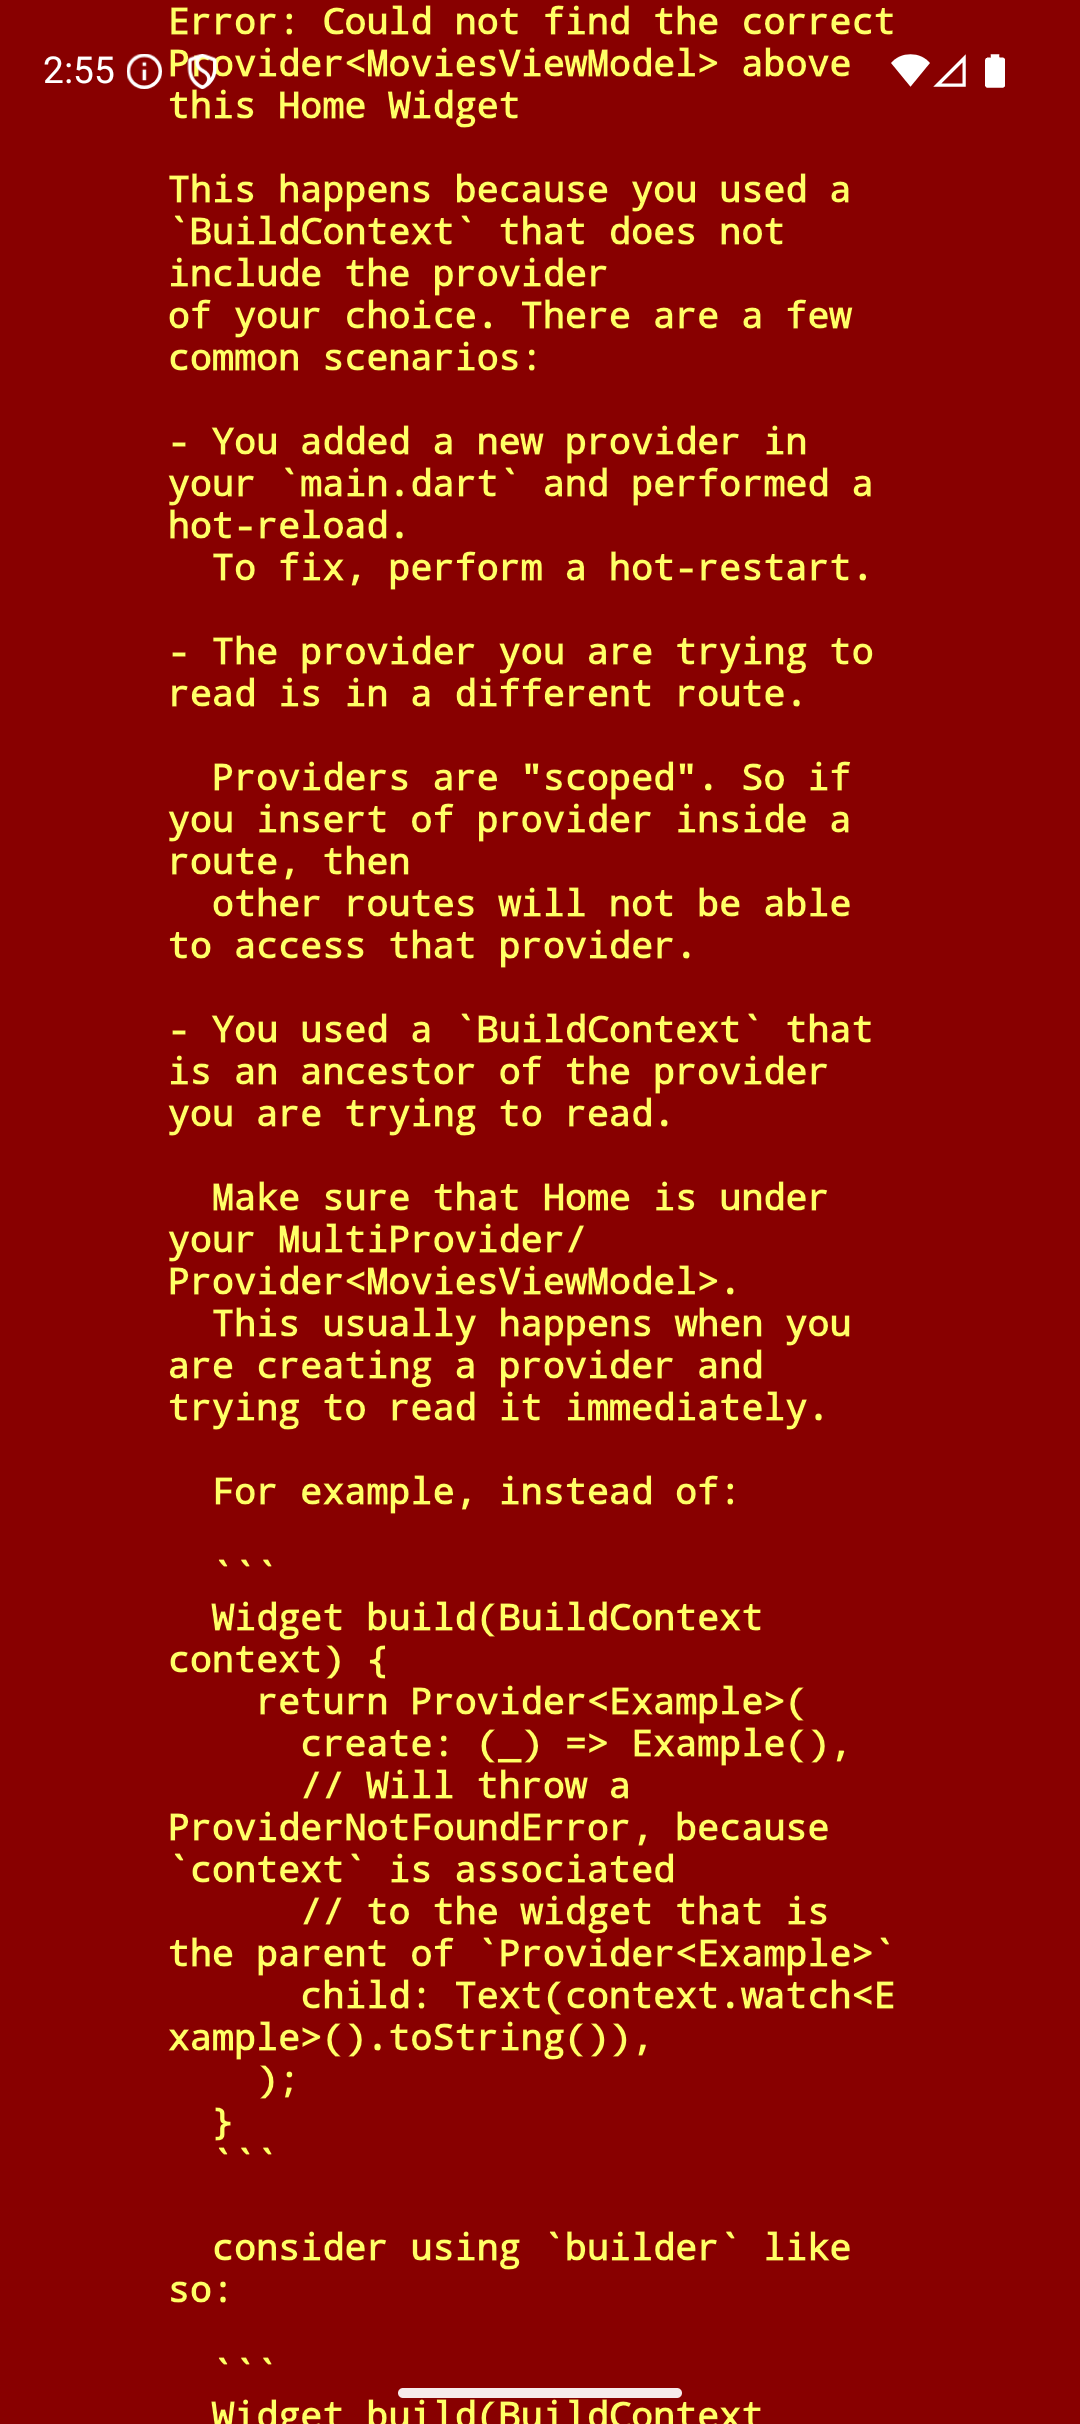 Error: Could not find the correct
2:55
Provider<MoviesViewModel> above
this Home Widget
This happens because you used a
`BuildContext` that does not
include the provider
of your choice. There are a few
common scenarios:
- You added a new provider in
your `main.dart` and performed a
hot-reload.
To fix, perform a hot-restart.
- The provider you are trying to
read is in a different route.
Providers are "scoped". So if
you insert of provider inside a
route, then
other routes will not be able
to access that provider.
- You used a `BuildContext` that
is an ancestor of the provider
you are trying to read.
Make sure that Home is under
your MultiProvider/
Provider<MoviesViewModel>.
This usually happens when you
are creating a provider and
trying to read it immediately.
For example, instead of:
```
Widget build(BuildContext
context) {
return Provider<Example>(
create: (_) => Example(),
// Will throw a
ProviderNotFoundError, because
`context` is associated
// to the widget that is
the parent of `Provider<Example>`
child: Text(context.watch<E
xample>().toString()),
);
}
```
consider using `builder` like
so:
```
Widget build(BuildContext